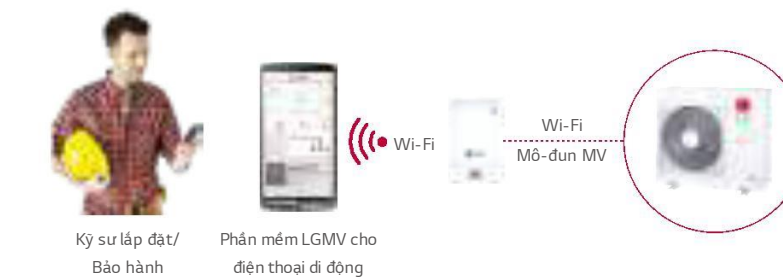 Wi-Fi
Wi-Fi
Mô-đun MV
Kỹ sư lắp đặt/
Bảo hành
Phần mềm LGMV cho
điện thoại di động